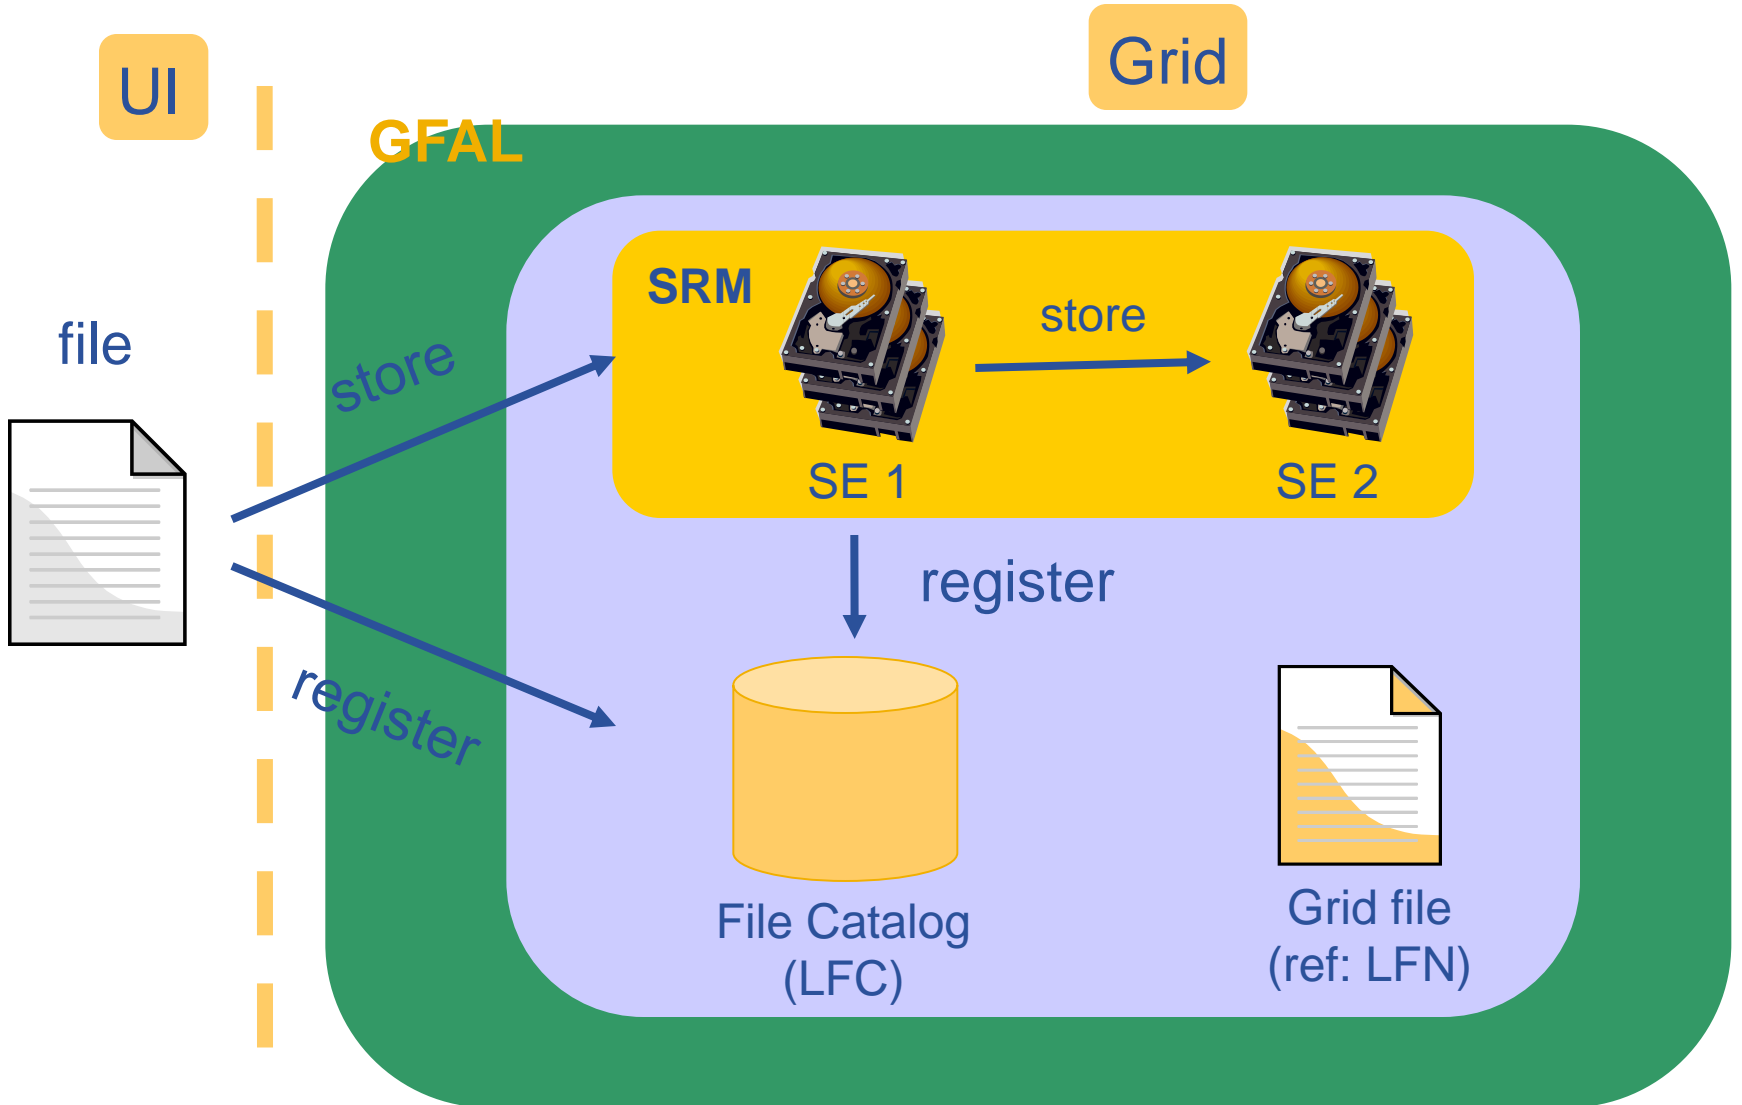 UI
Grid
GFAL
SRM
store
file
store
SE 1
SE 2
register
register
File Catalog
(LFC)
Grid file
(ref: LFN)